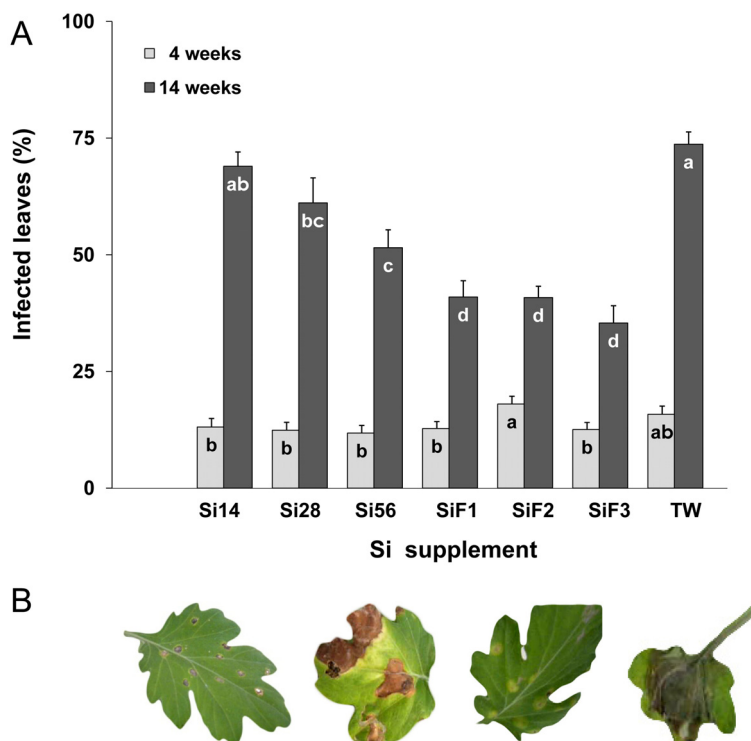 A
100
75
50
25
0
Infected leaves (%)
4 weeks
14 weeks
b
ab
b
bc
b
c
b
d
a
d
b
d
ab
a
Si14 Si28 Si56 SiF1 SiF2 SiF3 TW
Si supplement
B